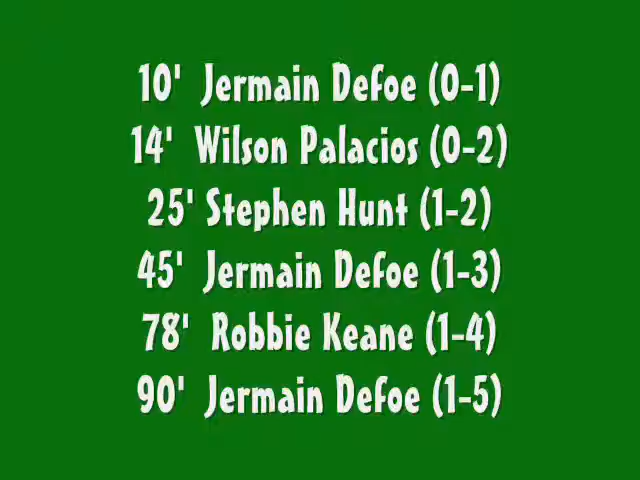 10' Jermain Defoe (0-1)
14' Wilson Palacios (0-2)
25' Stephen Hunt (1-2)
45' Jermain Defoe (1-3)
78' Robbie Keane (1-4)
90' Jermain Defoe (1-5)